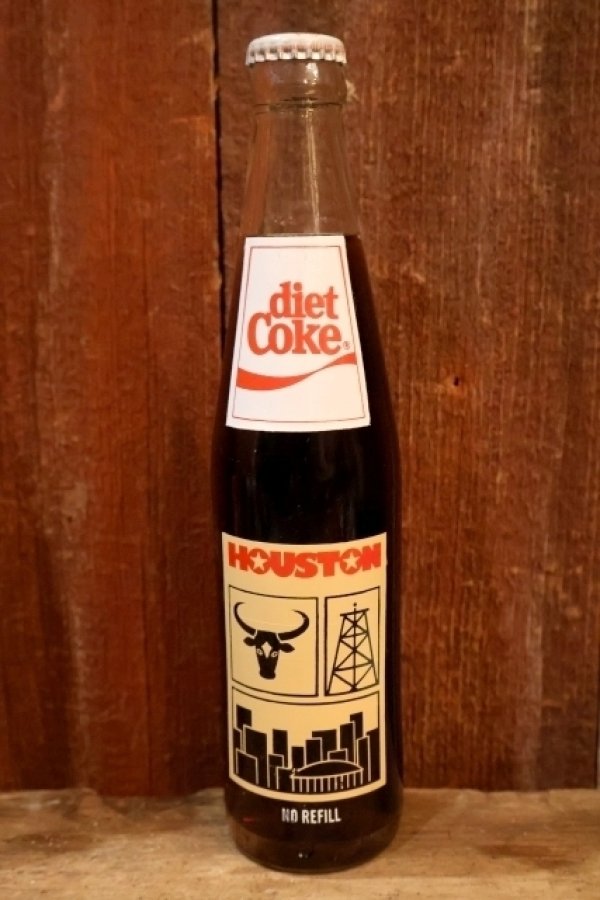 diet
Coke®
HOUSTON
NO REFILL